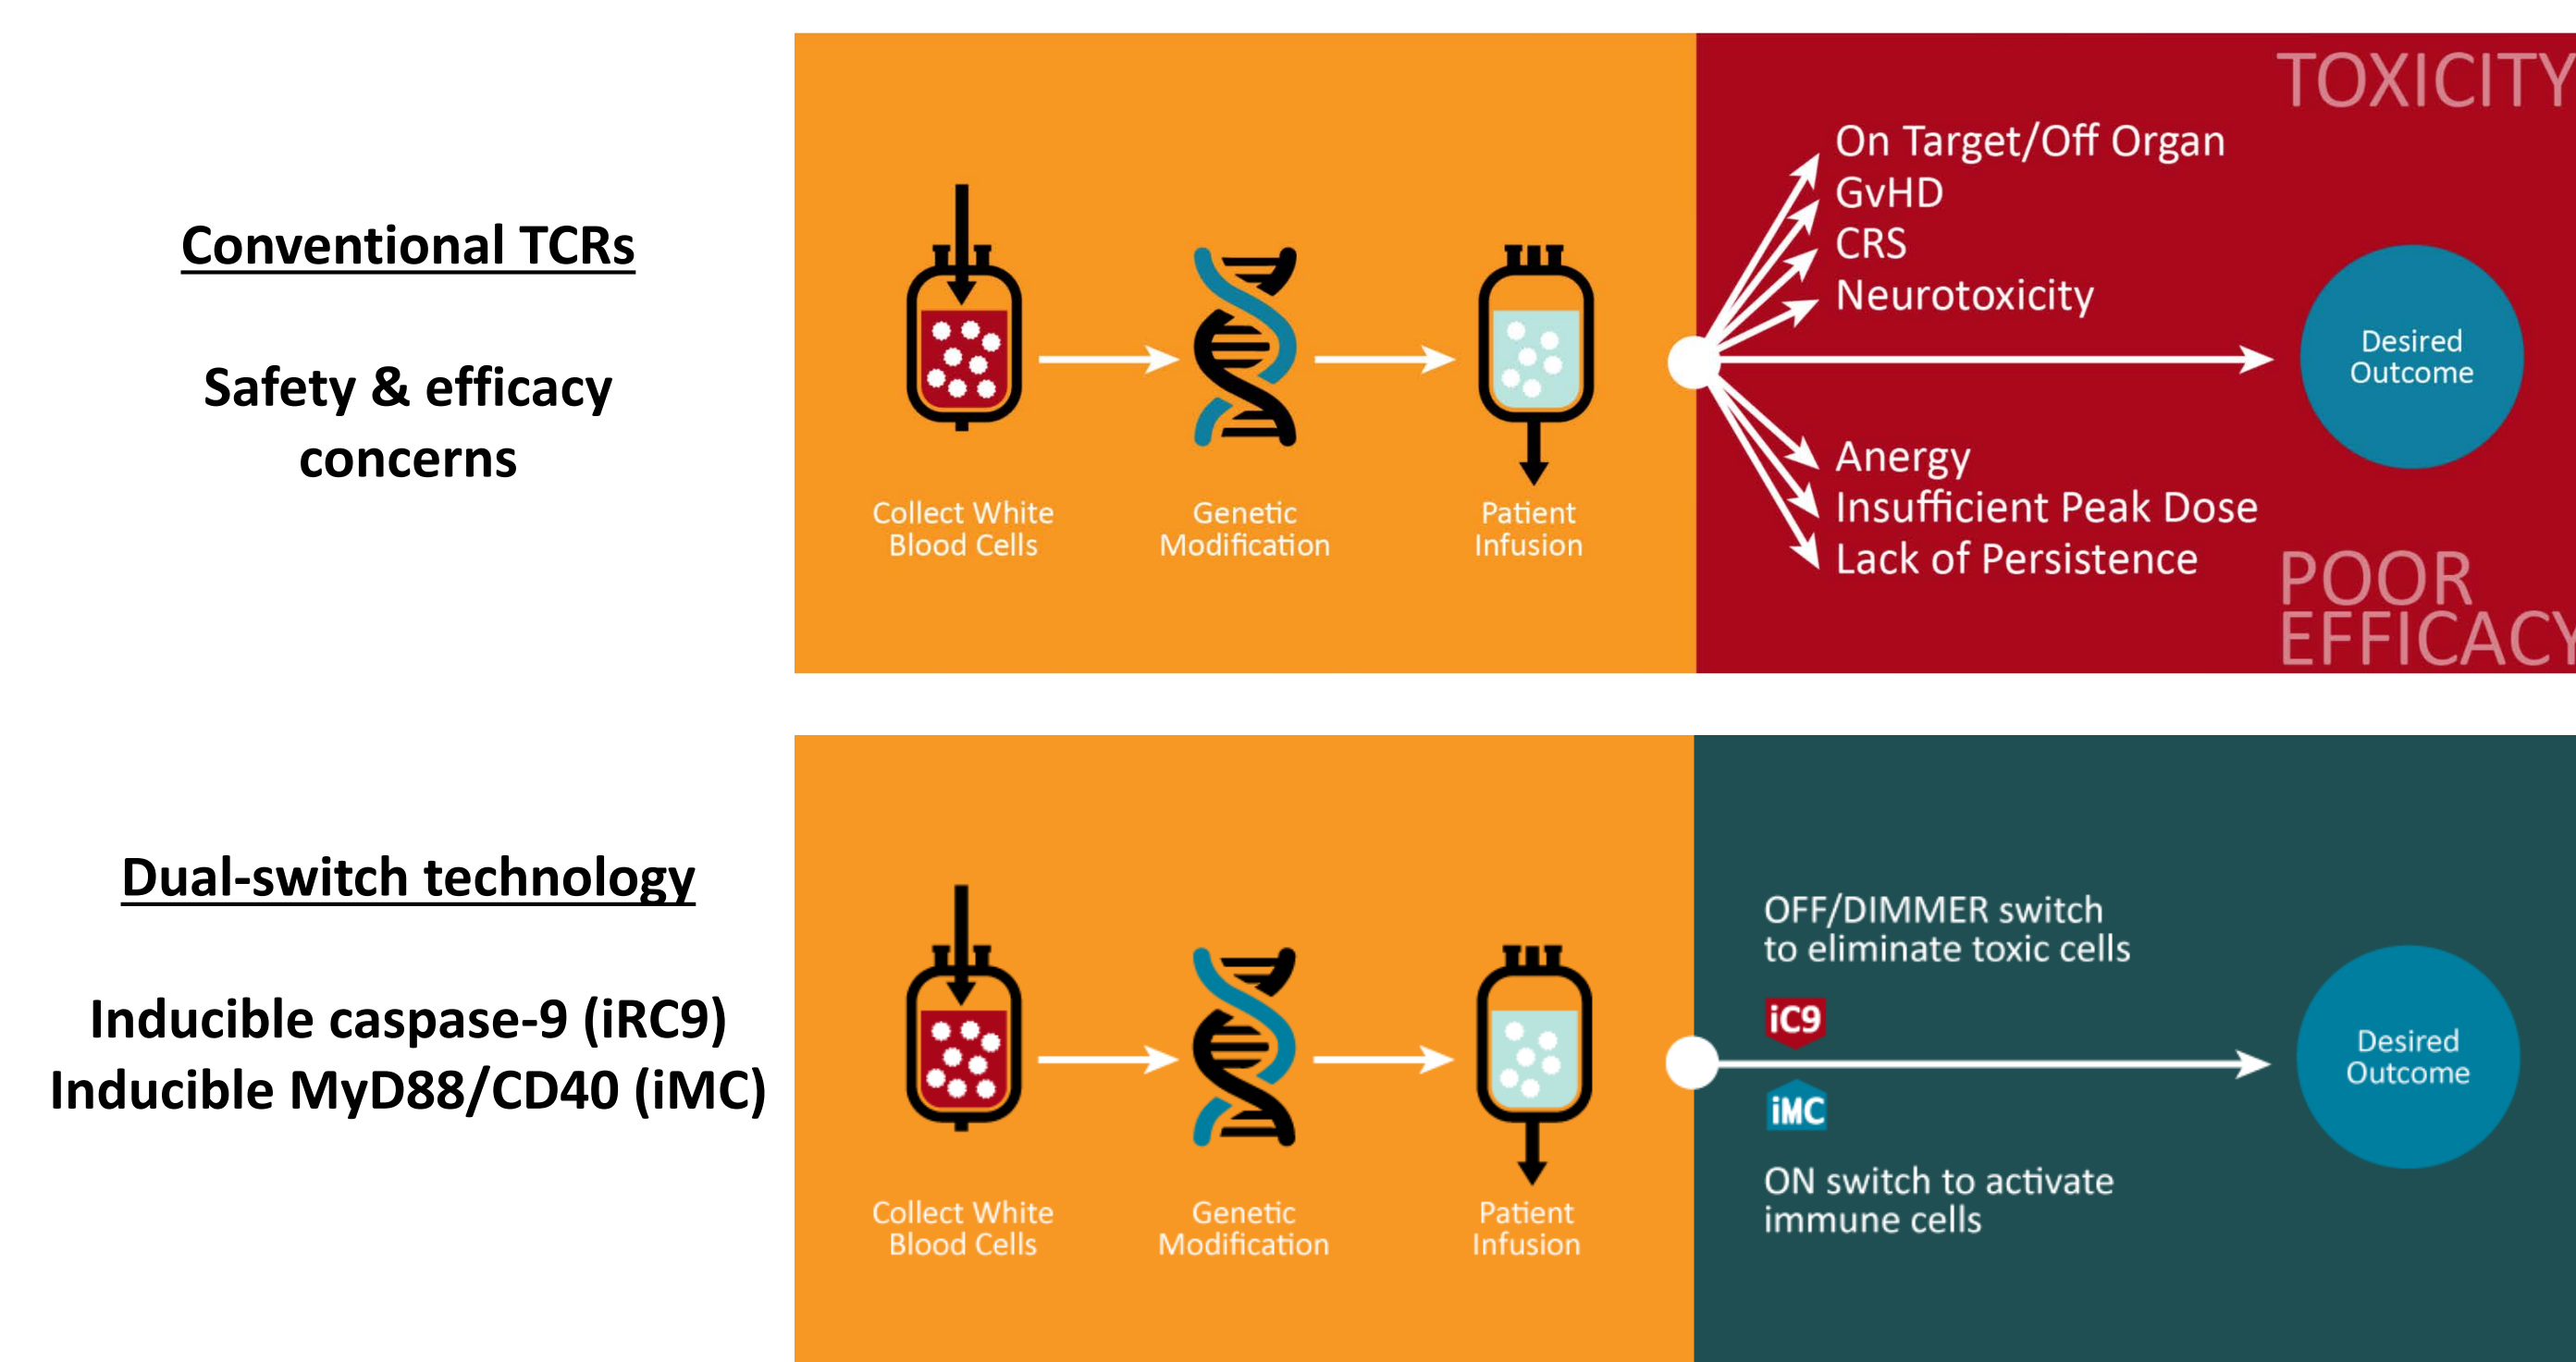 Conventional TCRs
Safety & efficacy
concerns
Collect White
Blood Cells
Genetic
Modification
Patient
Infusion
TOXICITY
On Target/Off Organ
GvHD
CRS
Neurotoxicity
Desired
Outcome
Anergy
Insufficient Peak Dose
Lack of Persistence
POOR
EFFICACY
Dual-switch technology
Inducible caspase-9 (iRC9)
Inducible MyD88/CD40 (iMC)
Collect White
Blood Cells
Genetic
Modification
Patient
Infusion
OFF/DIMMER switch
to eliminate toxic cells
iC9
iMC
ON switch to activate
immune cells
Desired
Outcome